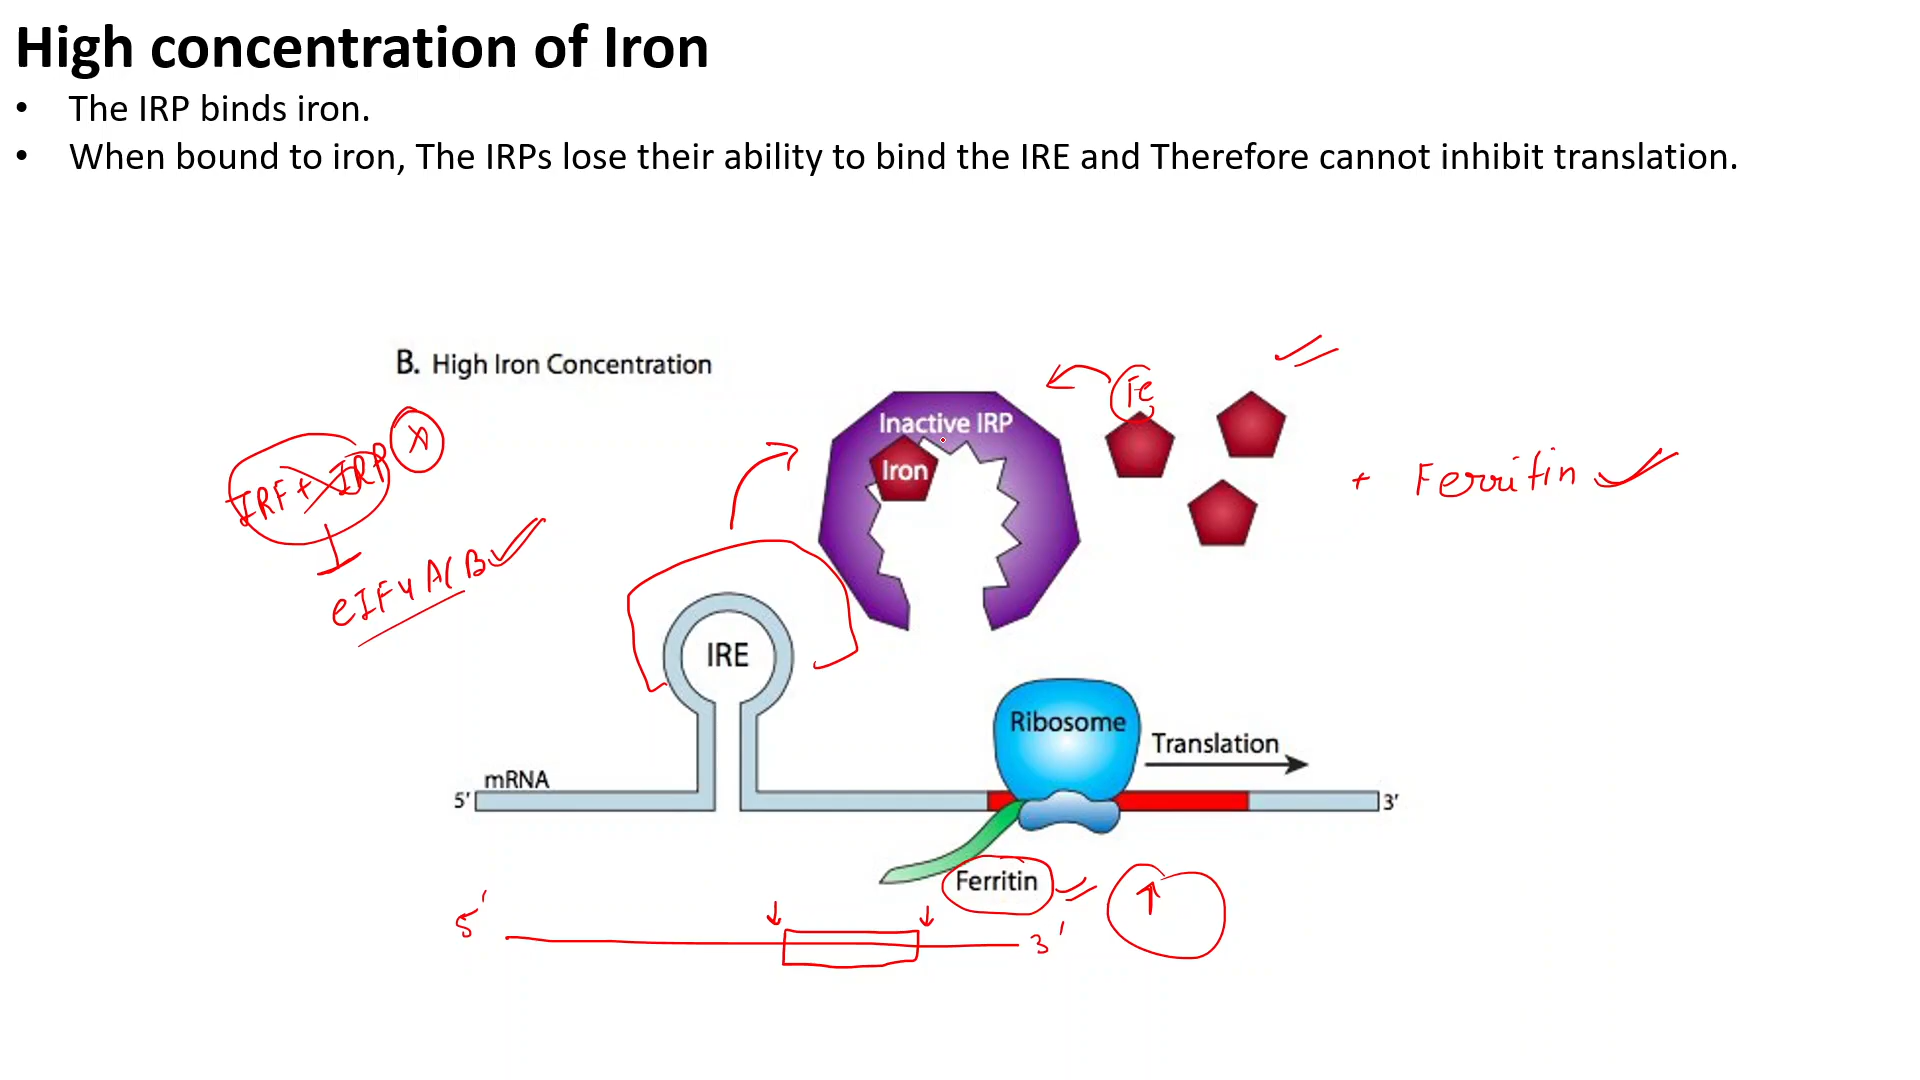 High concentration of Iron
• The IRP binds iron.
• When bound to iron, The IRPs lose their ability to bind the IRE and Therefore cannot inhibit translation.
B. High Iron Concentration
Fe
Inactive IRP
Iron
IRF + IRP X
+ Ferritin
eIF4 A/B
IRE
Ribosome
Translation
mRNA
5' 3'
Ferritin ↑
5' 3'